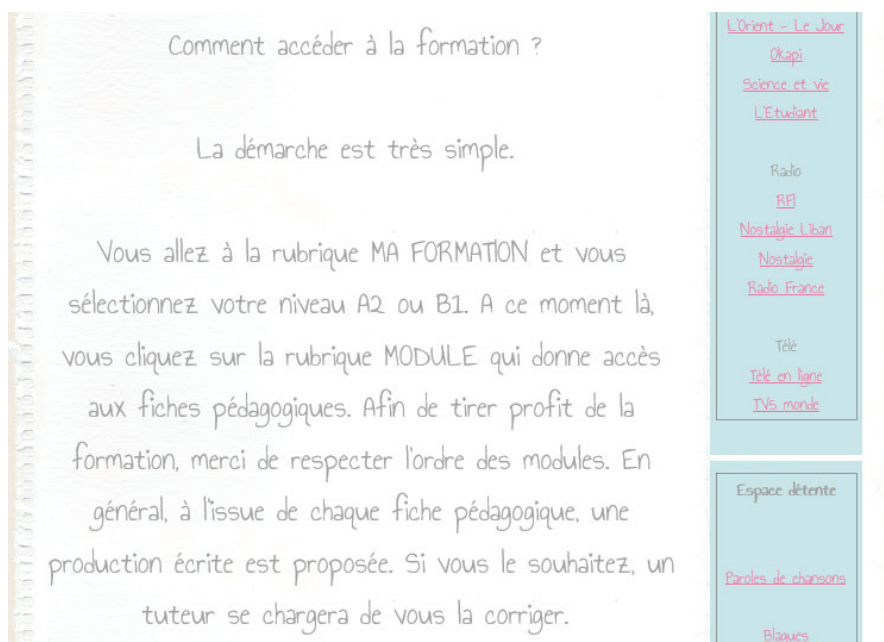 Comment accéder à la formation ?
La démarche est très simple.
Vous allez à la rubrique MA FORMATION et vous
sélectionnez votre niveau A2 ou B1. A ce moment là,
vous cliquez sur la rubrique MODULE qui donne accès
aux fiches pédagogiques. Afin de tirer profit de la
formation, merci de respecter l'ordre des modules. En
général, à l'issue de chaque fiche pédagogique, une
production écrite est proposée. Si vous le souhaitez, un
tuteur se chargera de vous la corriger.
L'Orient - Le Jour
Okapi
Science et vie
L'Etudiant
Radio
RFI
Nostalgie Liban
Nostalgie
Radio France
Télé
Télé en ligne
TV5 monde
Espace détente
Paroles de chansons
Blagues